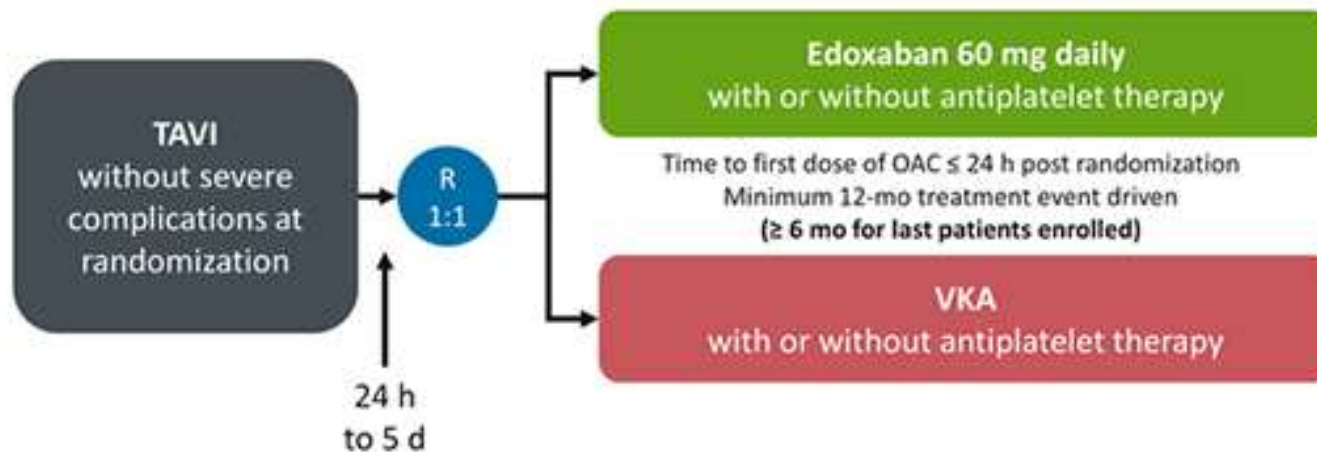 TAVI
without severe
complications at
randomization
24 h
to 5 d
R
1:1
Edoxaban 60 mg daily
with or without antiplatelet therapy
Time to first dose of OAC ≤ 24 h post randomization
Minimum 12-mo treatment event driven
(≥ 6 mo for last patients enrolled)
VKA
with or without antiplatelet therapy